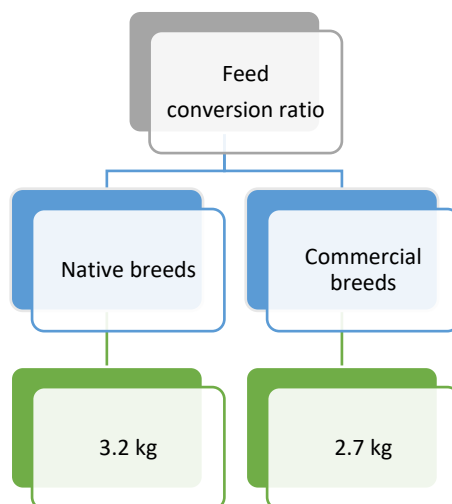 Feed
conversion ratio
Native breeds
Commercial
breeds
3.2 kg
2.7 kg